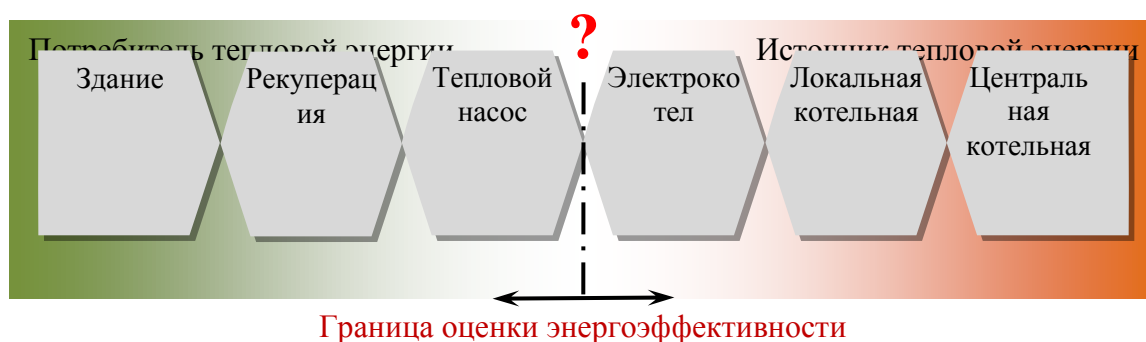 ?
Потребитель тепловой энергии
Источник тепловой энергии
Здание
Рекуперац
ия
Тепловой
насос
Электроко
тел
Локальная
котельная
Централь
ная
котельная
Граница оценки энергоэффективности